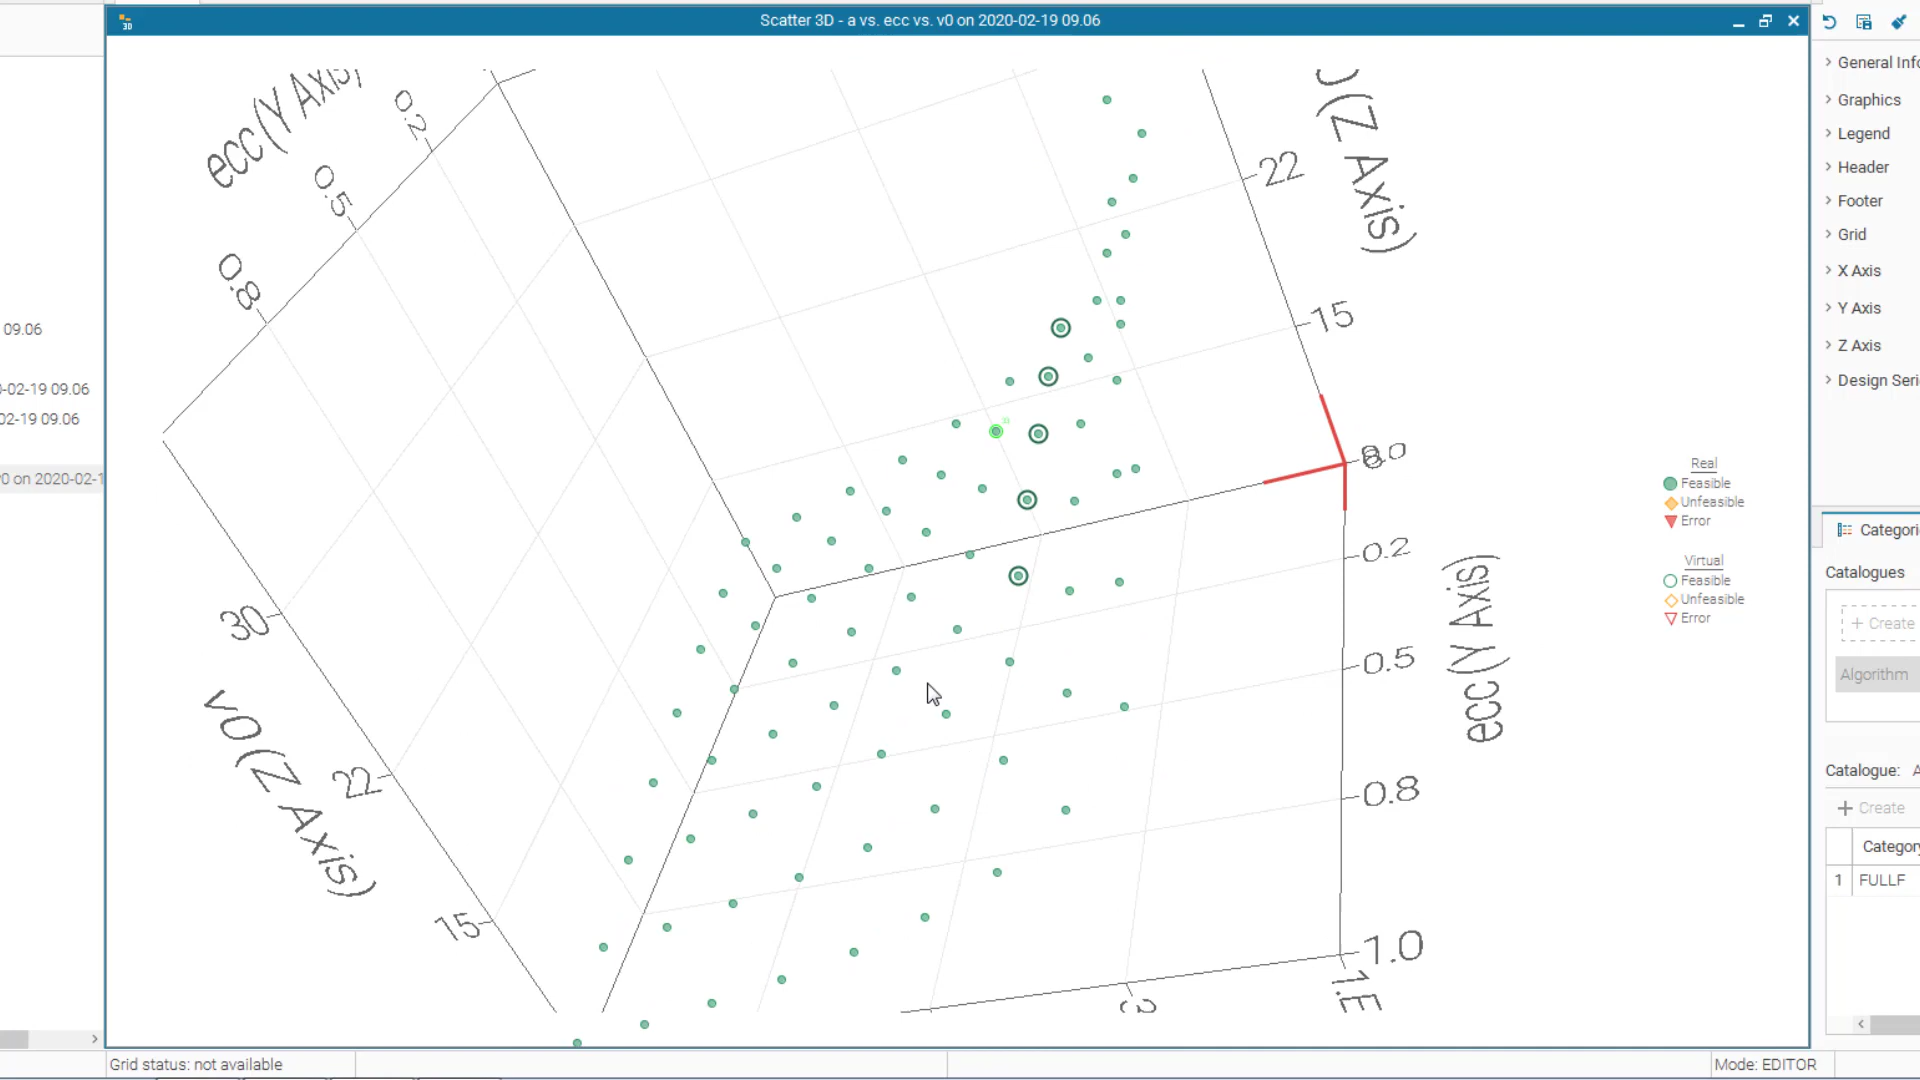 3D
Scatter 3D - a vs. ecc vs. v0 on 2020-02-19 09.06
General Info
Graphics
Legend
Header
Footer
Grid
X Axis
Y Axis
Z Axis
Design Seri
09.06
0-02-19 09.06
02-19 09.06
v0 on 2020-02-1
ecc(Y Axis)
0.2
0.5
0.8
30
22
15
v0(Z Axis)
0(Z Axis)
22
15
0.2
0.5
0.8
1.0
ecc(Y Axis)
1.E
Real
Feasible
Unfeasible
Error
Virtual
Feasible
Unfeasible
Error
Categori
Catalogues
+ Create
Algorithm
Catalogue: A
+ Create
Category
1 FULLF
Grid status: not available
Mode: EDITOR